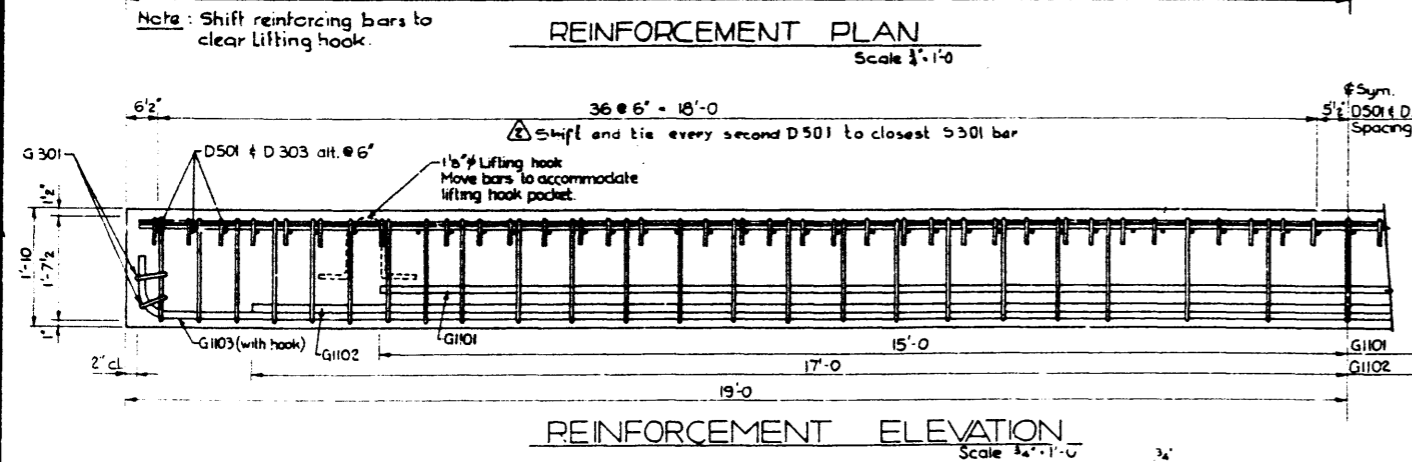 Note : Shift reinforcing bars to
clear Lifting hook.
REINFORCEMENT PLAN
Scale ¾"=1'-0
6½"
36 @ 6" = 18'-0
5½"
℄ Sym.
D501 & D
Spacing
2 Shift and tie every second D501 to closest S301 bar
G301
D501 & D303 alt. @ 6"
1⅛"ϕ Lifting hook
Move bars to accommodate
lifting hook pocket.
1½"
1'-10
1'-7½
1"
2" cl
G1103 (with hook)
G1102
G1101
15'-0
G1101
17'-0
G1102
19'-0
REINFORCEMENT ELEVATION
Scale ¾"=1'-0
¾"